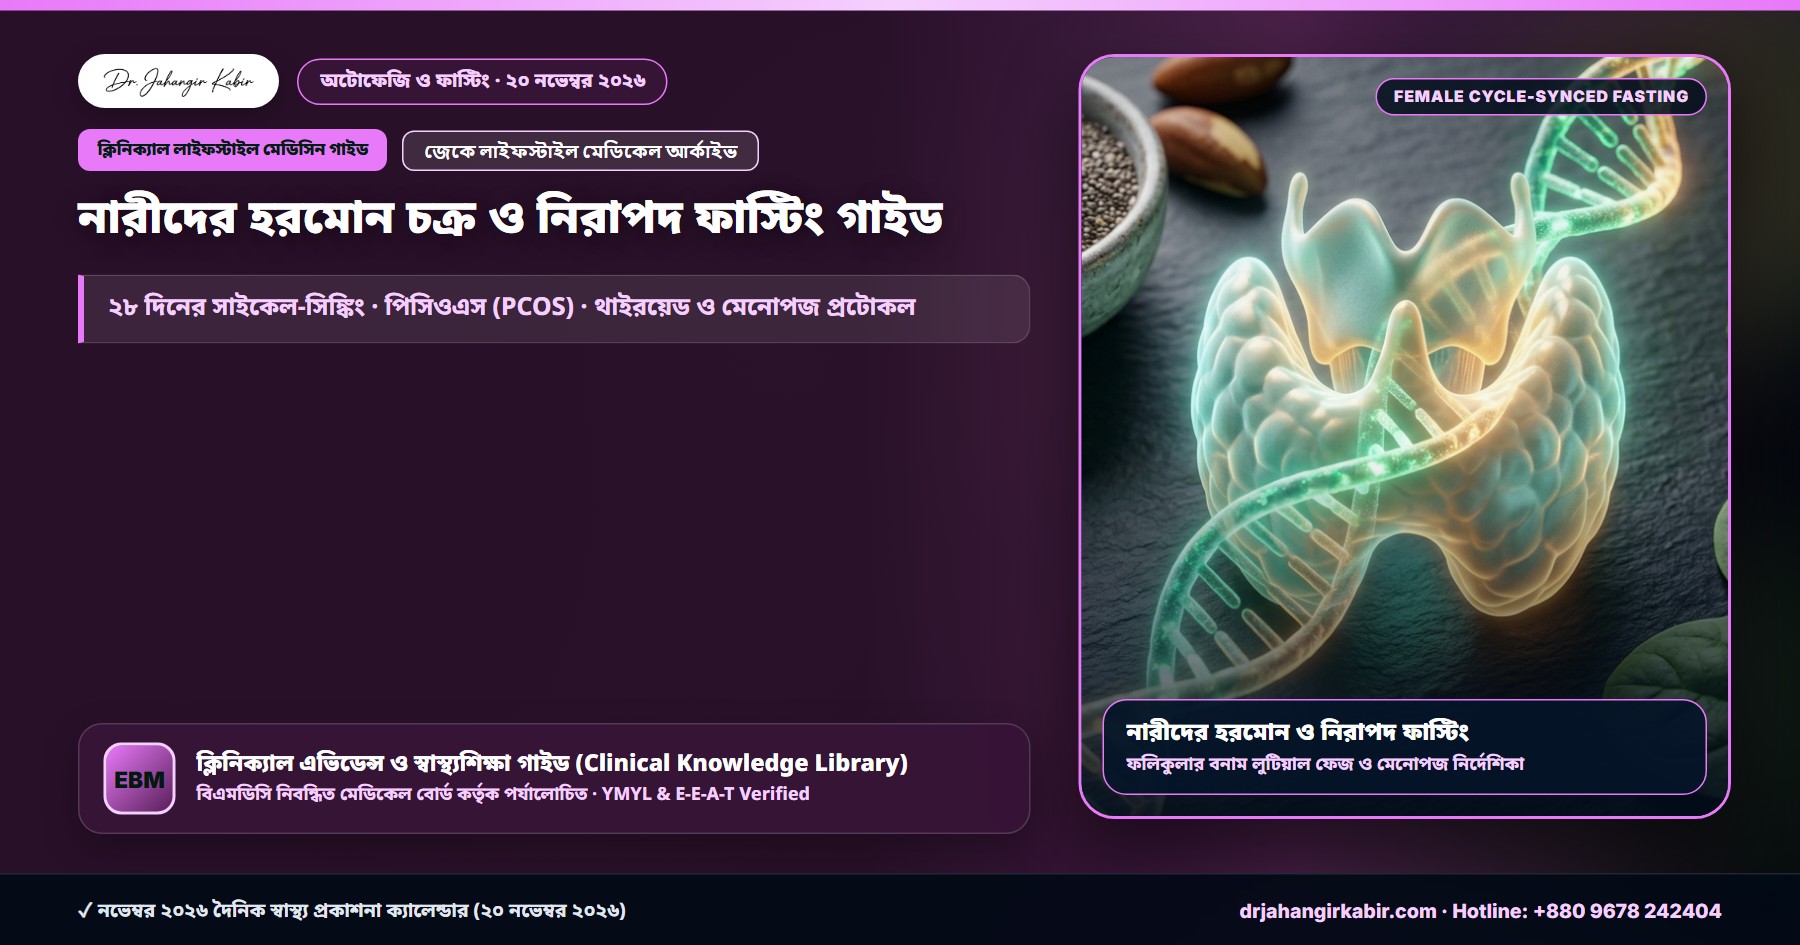 Dr. Jahangir Kabir
অটোফেজি ও ফাস্টিং · ২০ নভেম্বর ২০২৬
ক্লিনিক্যাল লাইফস্টাইল মেডিসিন গাইড
জেকে লাইফস্টাইল মেডিকেল আর্কাইভ
নারীদের হরমোন চক্র ও নিরাপদ ফাস্টিং গাইড
২৮ দিনের সাইকেল-সিঙ্কিং · পিসিওএস (PCOS) · থাইরয়েড ও মেনোপজ প্রটোকল
EBM
ক্লিনিক্যাল এভিডেন্স ও স্বাস্থ্যশিক্ষা গাইড (Clinical Knowledge Library)
বিএমডিসি নিবন্ধিত মেডিকেল বোর্ড কর্তৃক পর্যালোচিত · YMYL & E-E-A-T Verified
FEMALE CYCLE-SYNCED FASTING
নারীদের হরমোন ও নিরাপদ ফাস্টিং
ফলিকুলার বনাম লুটিয়াল ফেজ ও মেনোপজ নির্দেশিকা
✓ নভেম্বর ২০২৬ দৈনিক স্বাস্থ্য প্রকাশনা ক্যালেন্ডার (২০ নভেম্বর ২০২৬)
drjahangirkabir.com · Hotline: +880 9678 242404